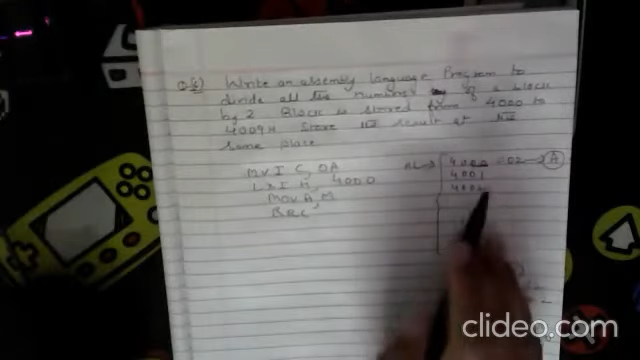 Q.6) Write an assembly language Program to
divide all the numbers of a block
by 2 Block is stored from 4000 to
4009H. Store the result at the
same place.
MVI C, 0A
LXI H, 4000
MOV A, M
RRC
HL → 4000 02 → A
4001
4002
clideo.com